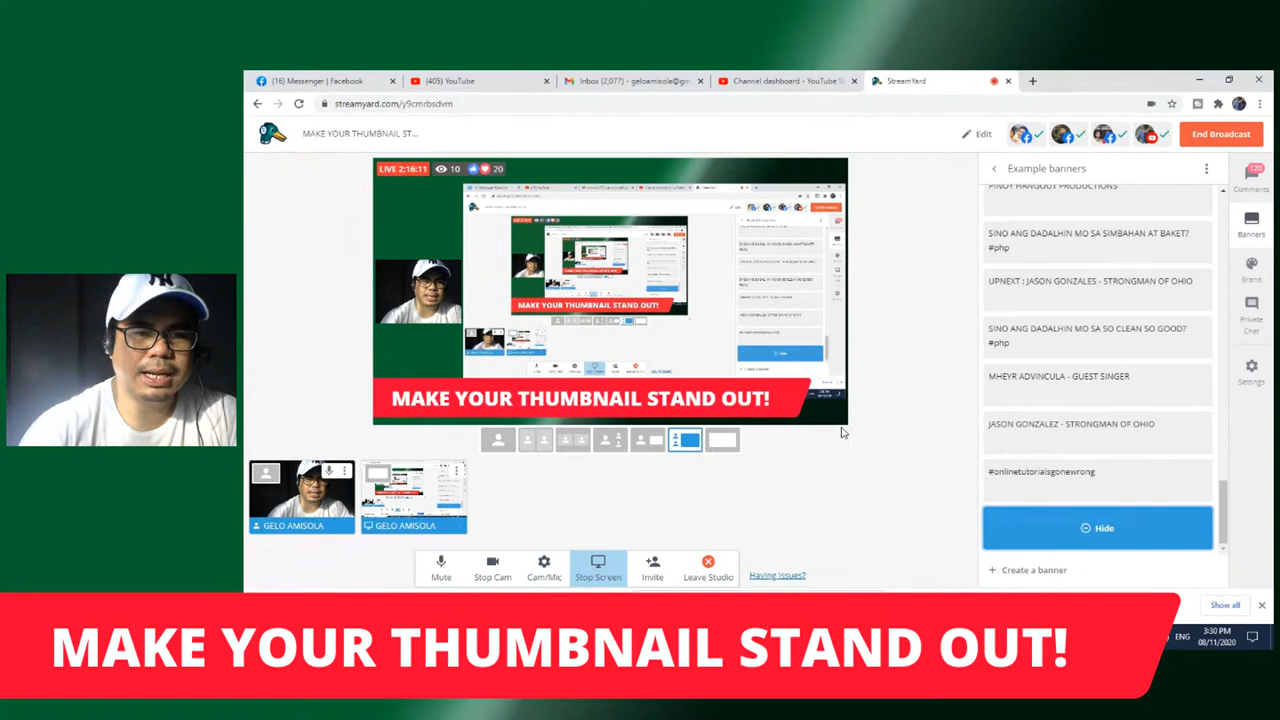 (16) Messenger | Facebook
(405) YouTube
Inbox (2,077) - geloamisola@gm
Channel dashboard - YouTube St
StreamYard
streamyard.com/y9cmrbsdvm
MAKE YOUR THUMBNAIL ST...
Edit
End Broadcast
LIVE 2:16:11
10
20
MAKE YOUR THUMBNAIL STAND OUT!
MAKE YOUR THUMBNAIL STAND OUT!
GELO AMISOLA
GELO AMISOLA
Mute
Stop Cam
Cam/Mic
Stop Screen
Invite
Leave Studio
Having issues?
Example banners
PINOY HANGOUT PRODUCTIONS
SINO ANG DADALHIN MO SA SIMBAHAN AT BAKET?
#php
UPNEXT : JASON GONZALES - STRONGMAN OF IOWA
SINO ANG DADALHIN MO SA SO CLEAN SO GOOD?
#php
MHEYR ADVINCULA - GUEST SINGER
JASON GONZALEZ - STRONGMAN OF IOWA
#onlinetutorialsgonewrong
Hide
Create a banner
120
Comments
Banners
Brand
Private
Chat
Settings
Show all
ENG
3:30 PM
08/11/2020
MAKE YOUR THUMBNAIL STAND OUT!